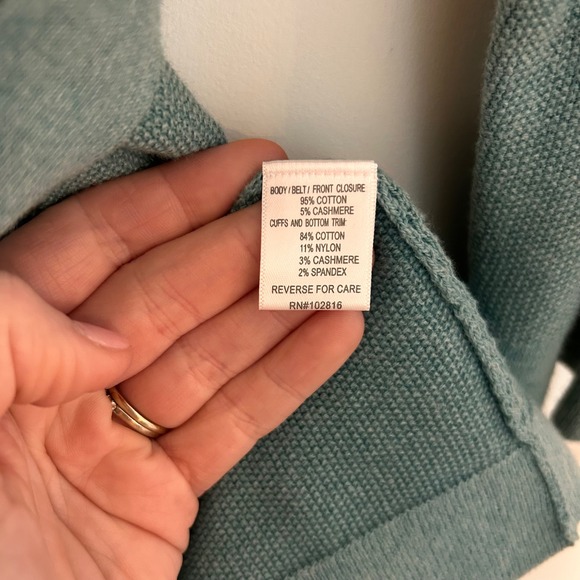 BODY/BELT/ FRONT CLOSURE
95% COTTON
5% CASHMERE
CUFFS AND BOTTOM TRIM
84% COTTON
11% NYLON
3% CASHMERE
2% SPANDEX
REVERSE FOR CARE
RN#102816